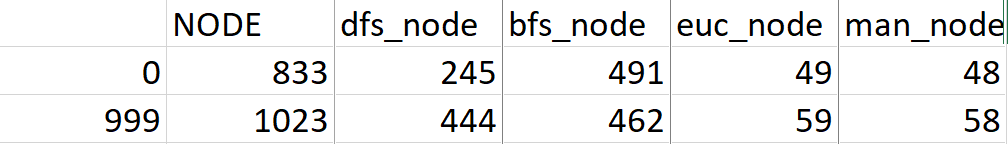 NODE dfs_node bfs_node euc_node man_node
0 833 245 491 49 48
999 1023 444 462 59 58